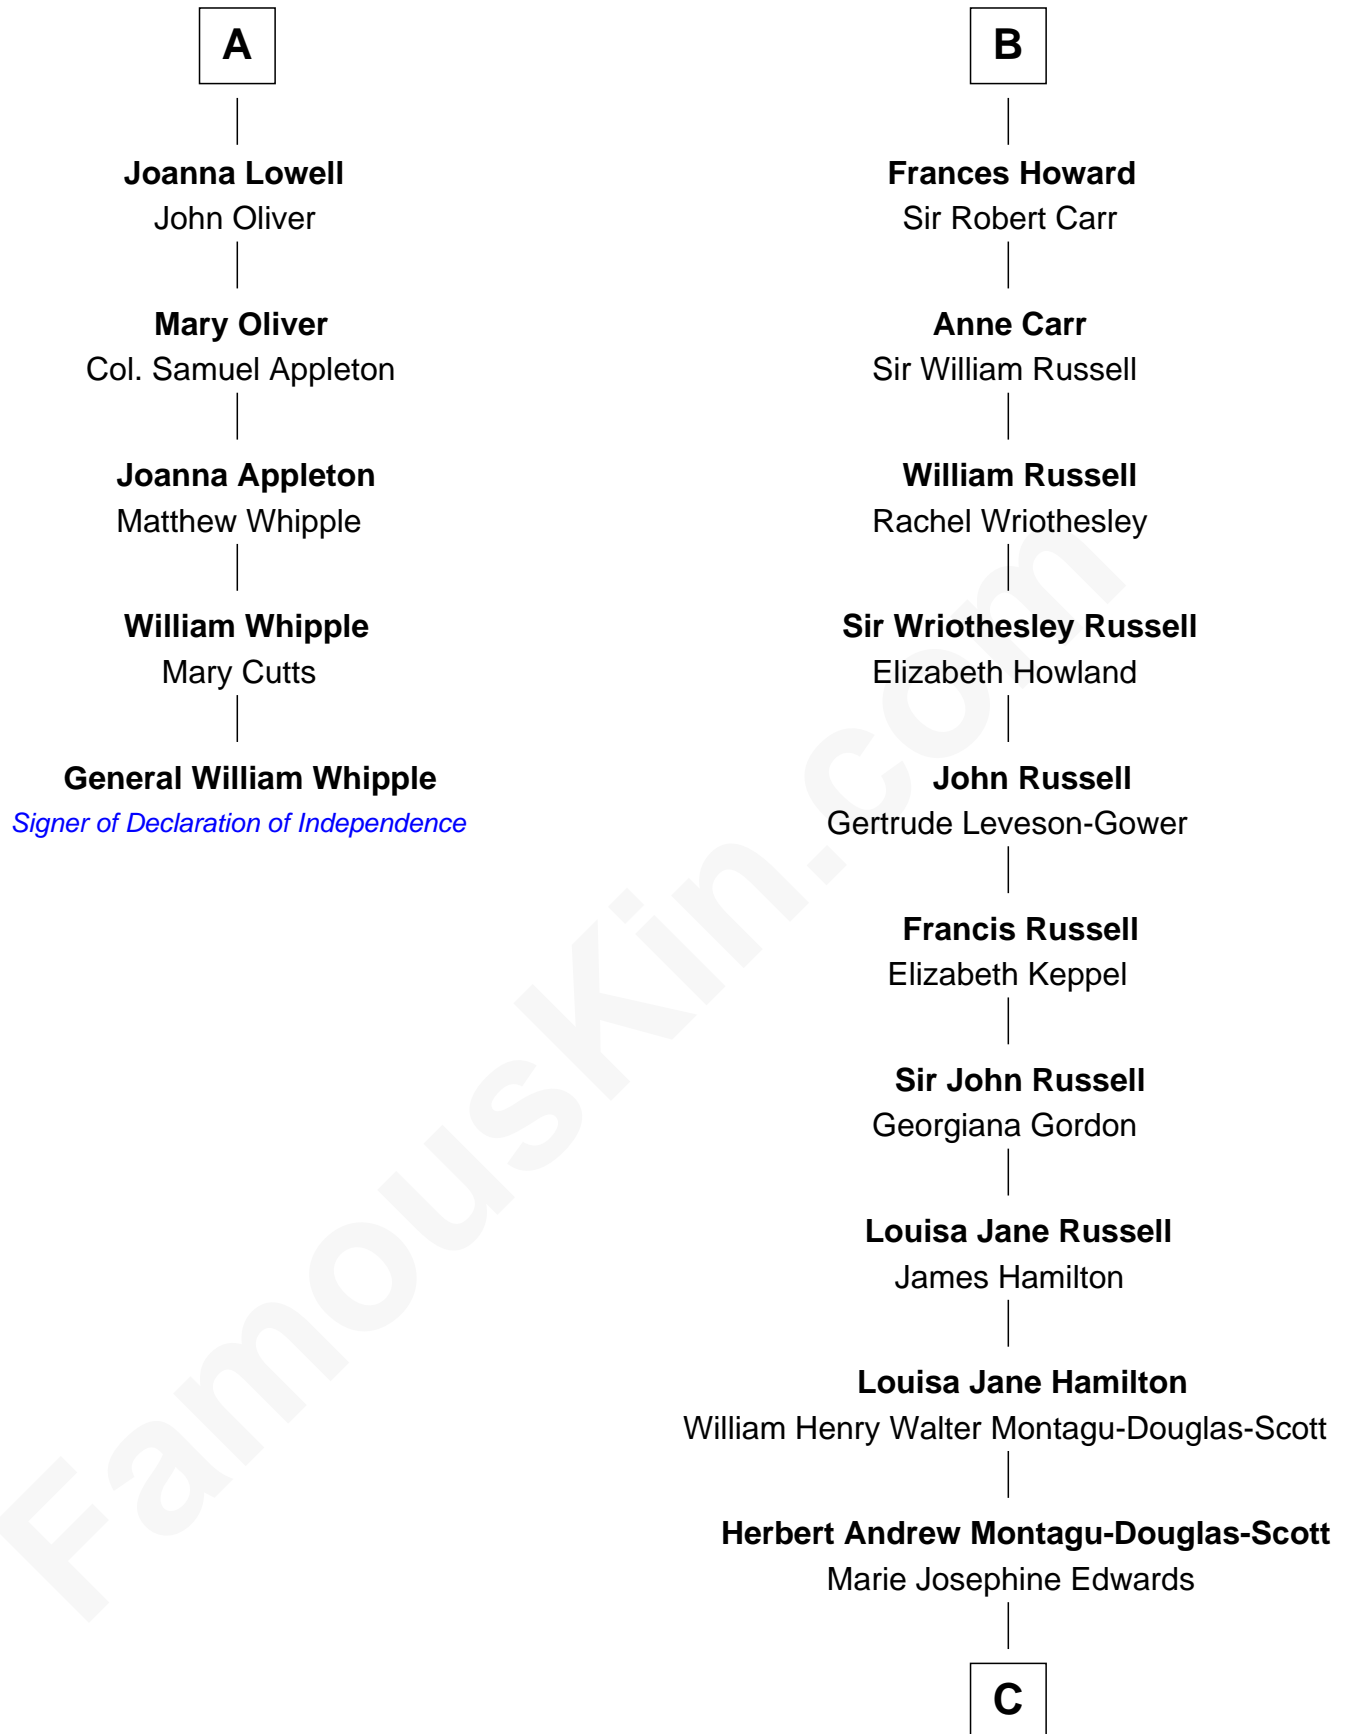 A
Joanna Lowell
John Oliver
Mary Oliver
Col. Samuel Appleton
Joanna Appleton
Matthew Whipple
William Whipple
Mary Cutts
General William Whipple
Signer of Declaration of Independence
B
Frances Howard
Sir Robert Carr
Anne Carr
Sir William Russell
William Russell
Rachel Wriothesley
Sir Wriothesley Russell
Elizabeth Howland
John Russell
Gertrude Leveson-Gower
Francis Russell
Elizabeth Keppel
Sir John Russell
Georgiana Gordon
Louisa Jane Russell
James Hamilton
Louisa Jane Hamilton
William Henry Walter Montagu-Douglas-Scott
Herbert Andrew Montagu-Douglas-Scott
Marie Josephine Edwards
C
FamousKin.com